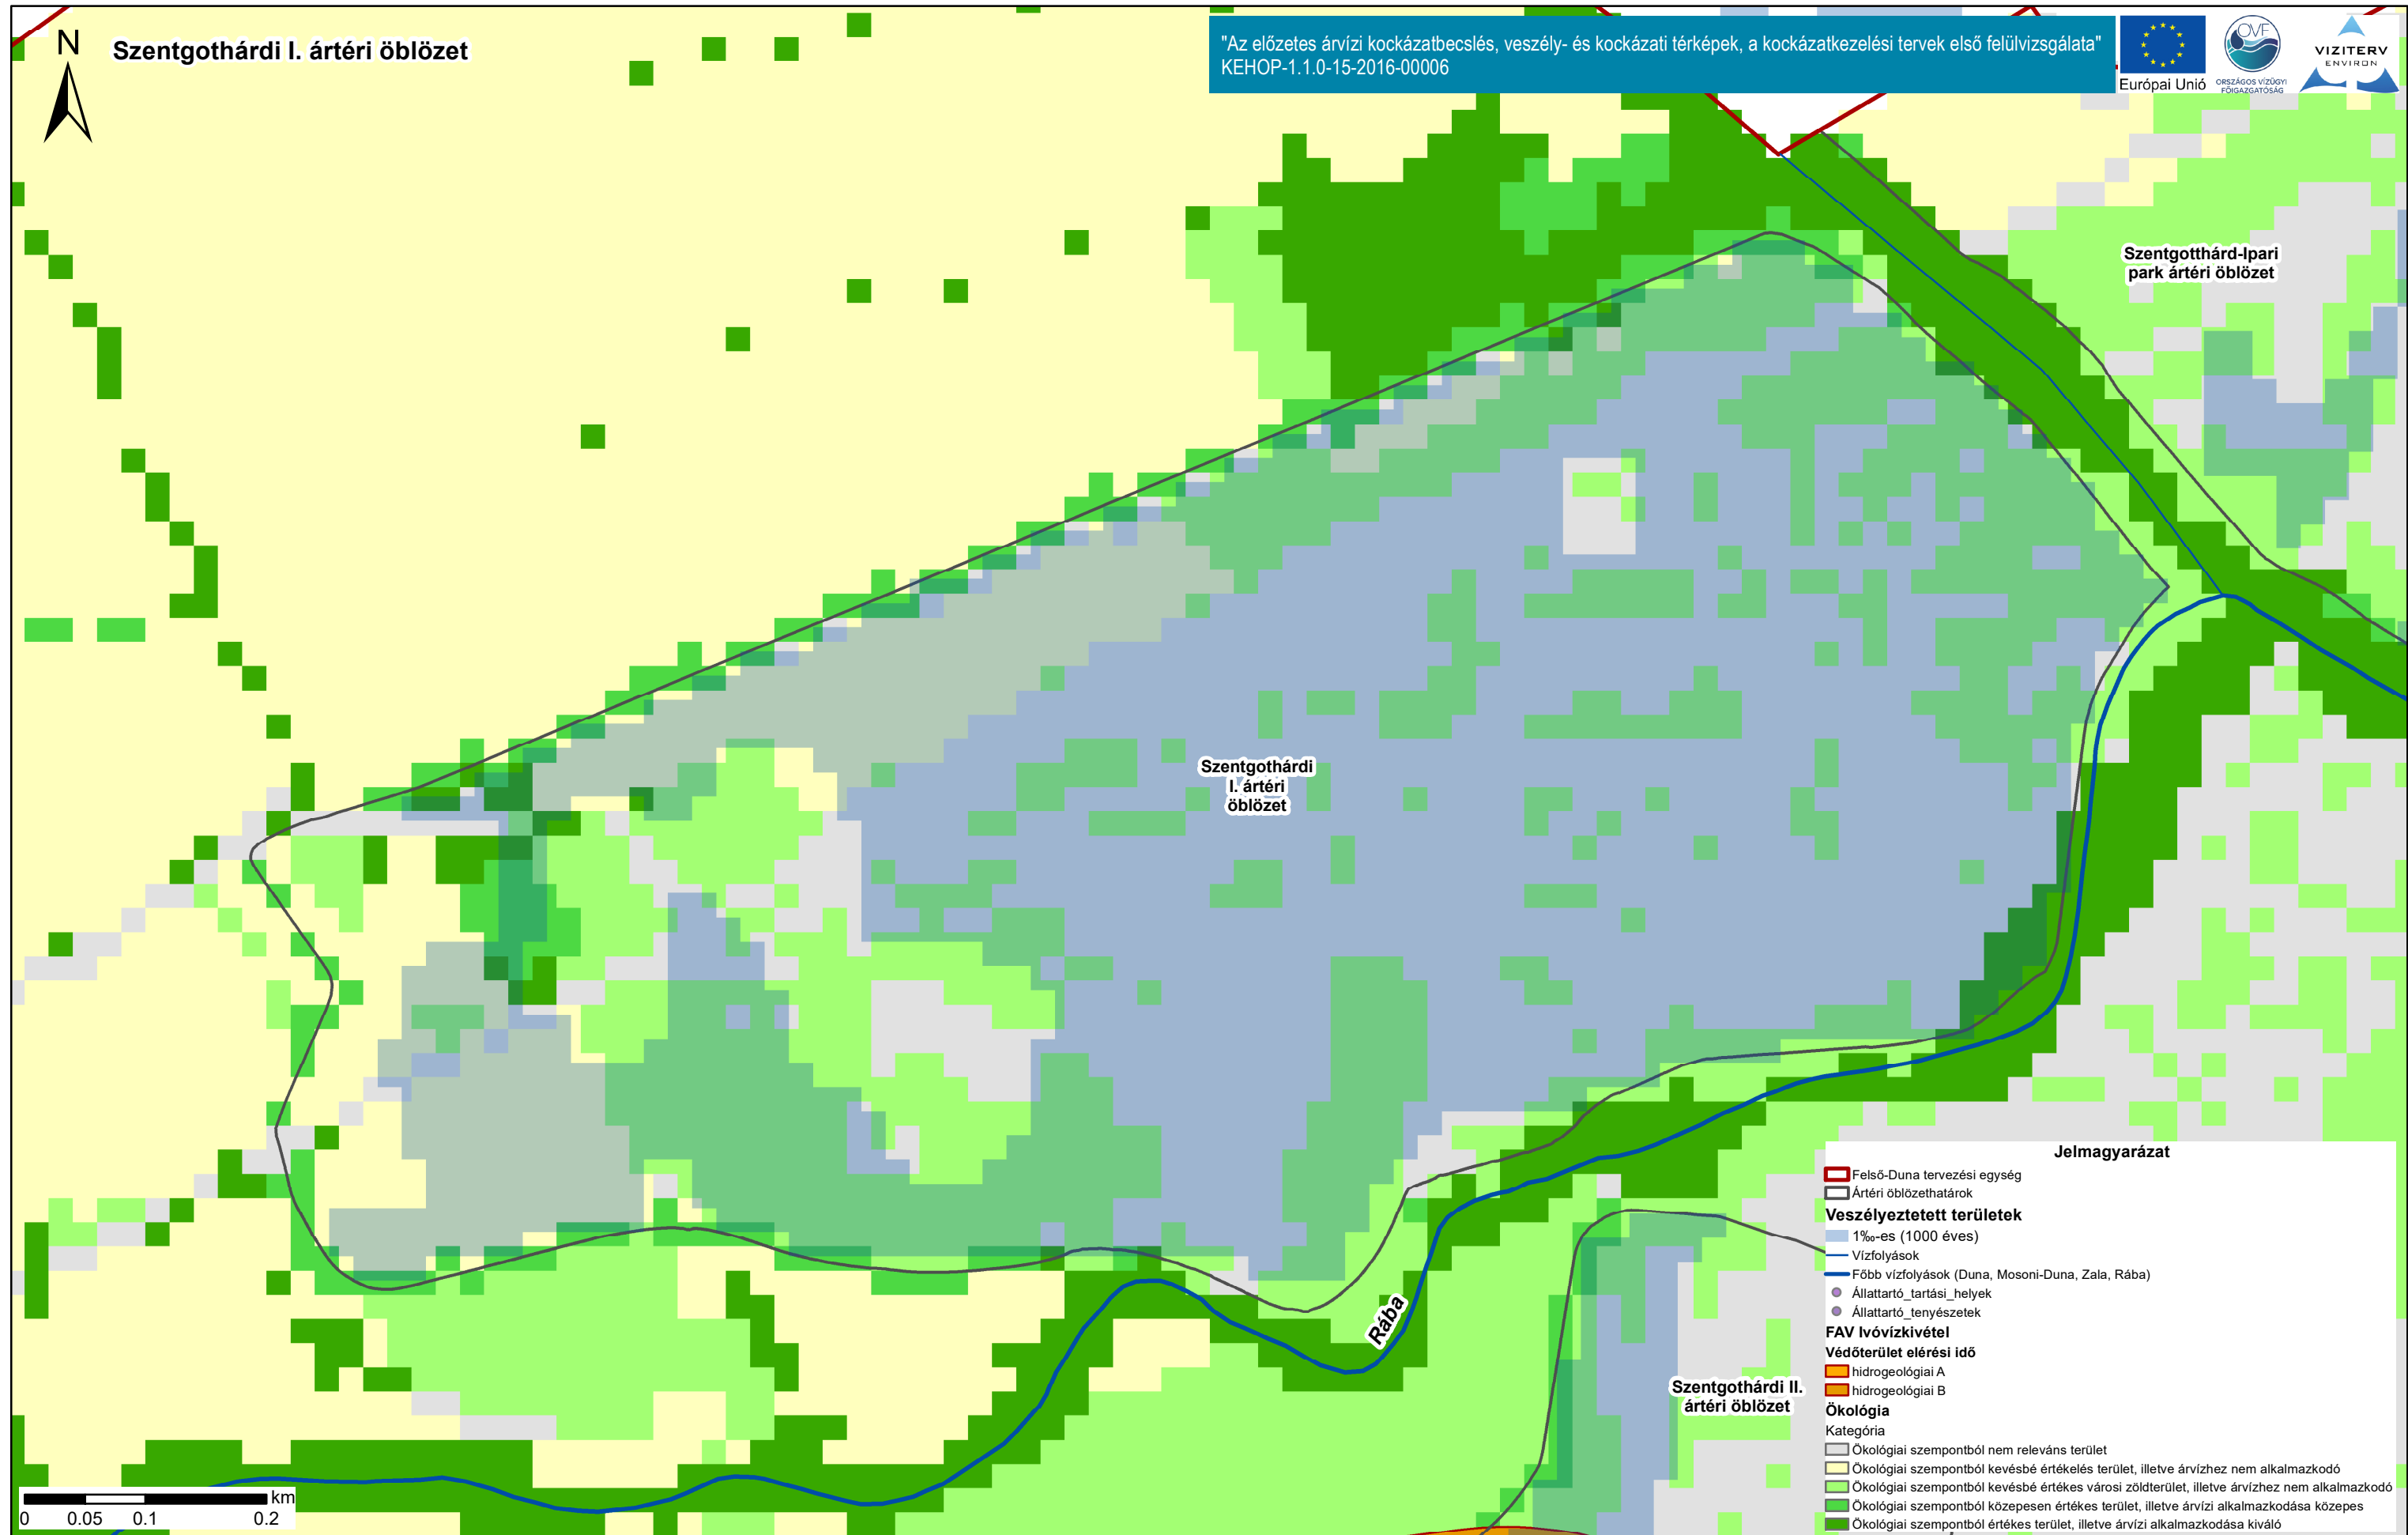 N
Szentgothárdi I. ártéri öblözet
"Az előzetes árvízi kockázatbecslés, veszély- és kockázati térképek, a kockázatkezelési tervek első felülvizsgálata"
KEHOP-1.1.0-15-2016-00006
Európai Unió
OVF
ORSZÁGOS VÍZÜGYI
FŐIGAZGATÓSÁG
VIZITERV
ENVIRON
Szentgotthárd-Ipari
park ártéri öblözet
Szentgothárdi
I. ártéri
öblözet
Rába
Szentgothárdi II.
ártéri öblözet
Jelmagyarázat
Felső-Duna tervezési egység
Ártéri öblözethatárok
Veszélyeztetett területek
1‰-es (1000 éves)
Vízfolyások
Főbb vízfolyások (Duna, Mosoni-Duna, Zala, Rába)
Állattartó_tartási_helyek
Állattartó_tenyészetek
FAV Ivóvízkivétel
Védőterület elérési idő
hidrogeológiai A
hidrogeológiai B
Ökológia
Kategória
Ökológiai szempontból nem releváns terület
Ökológiai szempontból kevésbé értékelés terület, illetve árvízhez nem alkalmazkodó
Ökológiai szempontból kevésbé értékes városi zöldterület, illetve árvízhez nem alkalmazkodó
Ökológiai szempontból közepesen értékes terület, illetve árvízi alkalmazkodása közepes
Ökológiai szempontból értékes terület, illetve árvízi alkalmazkodása kiváló
km
0 0.05 0.1 0.2